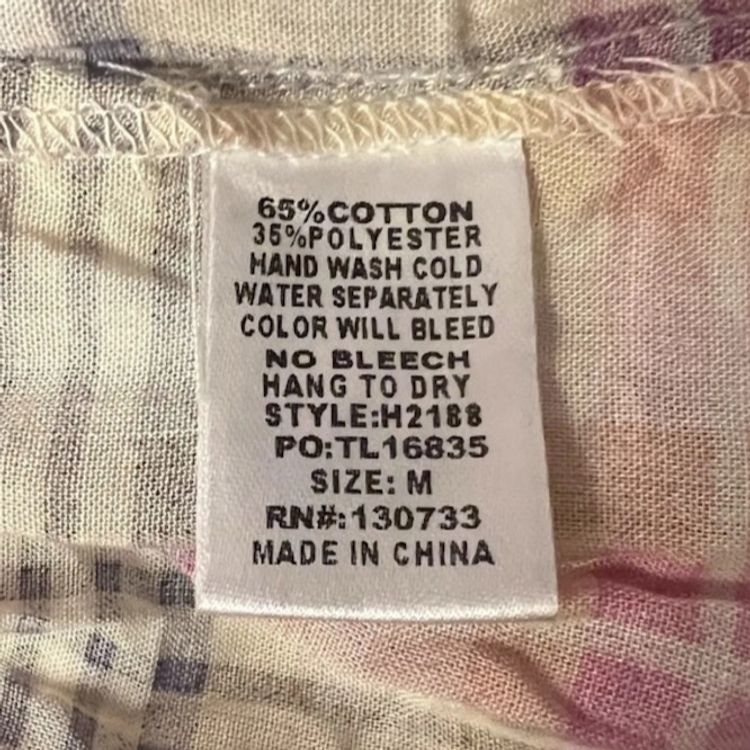 65%COTTON
35%POLYESTER
HAND WASH COLD
WATER SEPARATELY
COLOR WILL BLEED
NO BLEECH
HANG TO DRY
STYLE:H2188
PO:TL16835
SIZE: M
RN#:130733
MADE IN CHINA